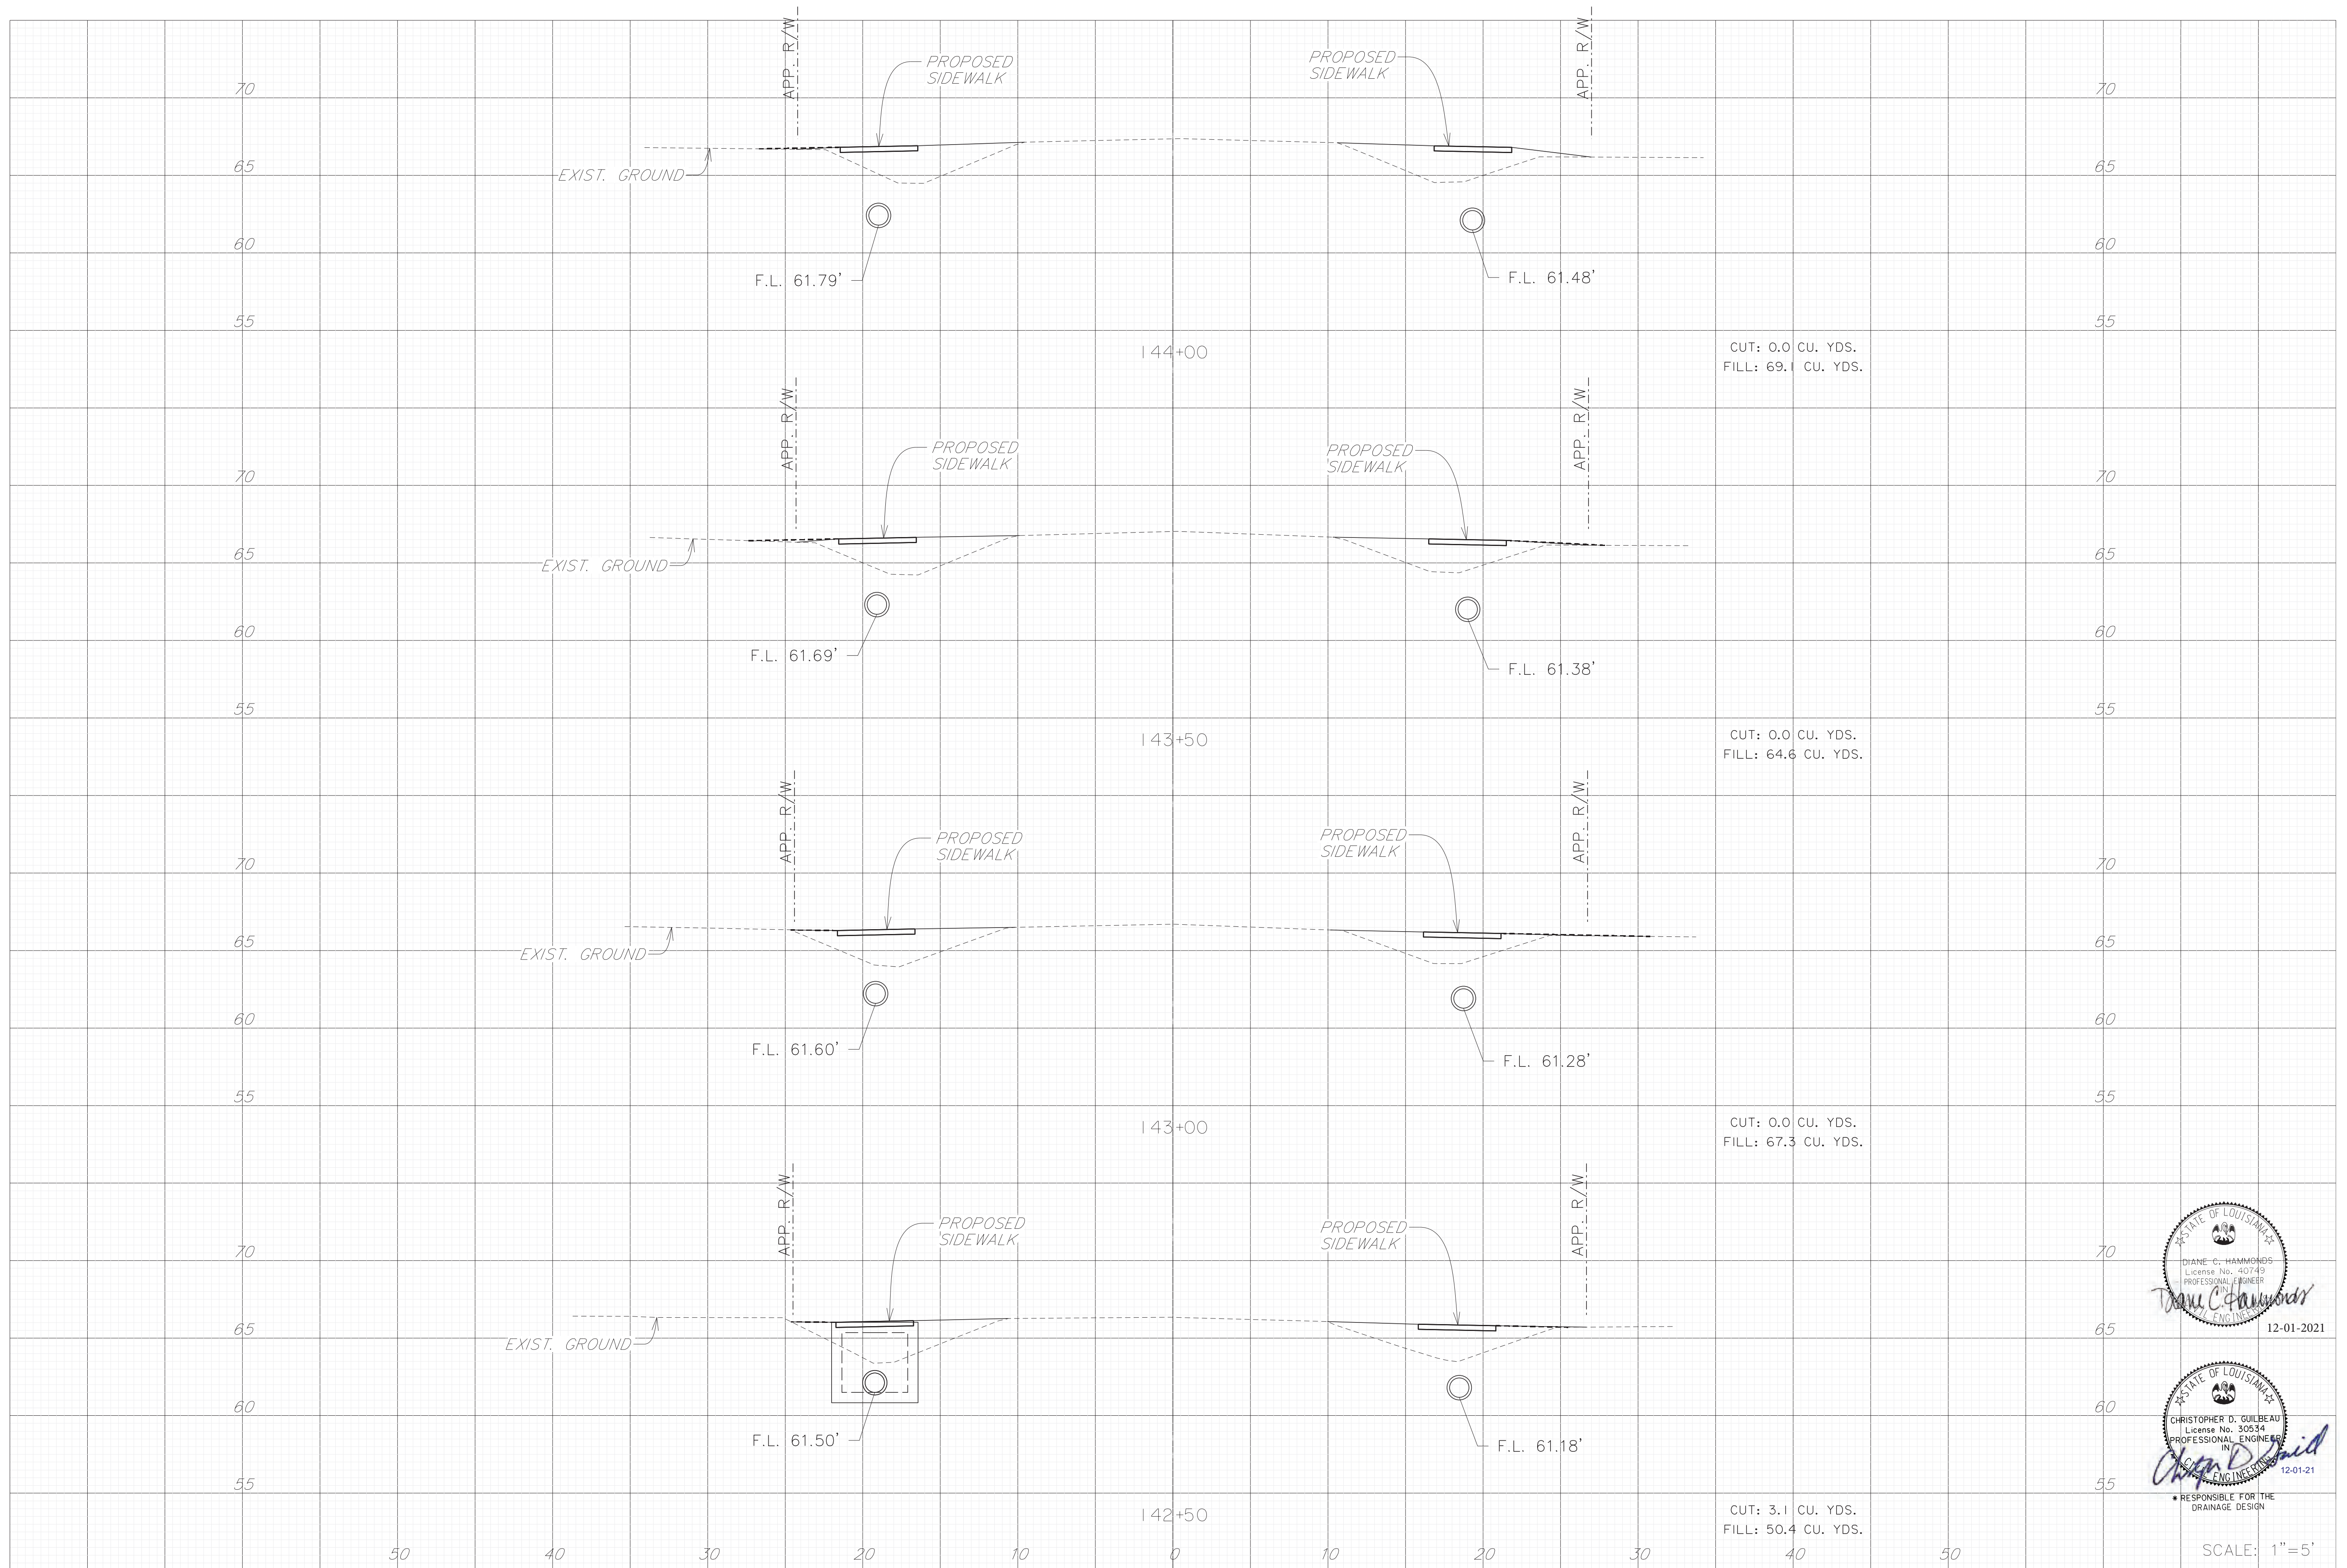 APP. R/W
APP. R/W
PROPOSED
SIDEWALK
PROPOSED
SIDEWALK
70
70
65
65
EXIST. GROUND
60
60
F.L. 61.79'
F.L. 61.48'
55
55
144+00
CUT: 0.0 CU. YDS.
FILL: 69.1 CU. YDS.
APP. R/W
APP. R/W
PROPOSED
SIDEWALK
PROPOSED
SIDEWALK
70
70
65
65
EXIST. GROUND
60
60
F.L. 61.69'
F.L. 61.38'
55
55
143+50
CUT: 0.0 CU. YDS.
FILL: 64.6 CU. YDS.
APP. R/W
APP. R/W
PROPOSED
SIDEWALK
PROPOSED
SIDEWALK
70
70
65
65
EXIST. GROUND
60
60
F.L. 61.60'
F.L. 61.28'
55
55
143+00
CUT: 0.0 CU. YDS.
FILL: 67.3 CU. YDS.
APP. R/W
APP. R/W
PROPOSED
SIDEWALK
PROPOSED
SIDEWALK
70
70
65
65
EXIST. GROUND
60
60
F.L. 61.50'
F.L. 61.18'
55
55
142+50
CUT: 3.1 CU. YDS.
FILL: 50.4 CU. YDS.
50 40 30 20 10 0 10 20 30 40 50
STATE OF LOUISIANA
DIANE C. HAMMONDS
License No. 40749
PROFESSIONAL ENGINEER
IN
CIVIL ENGINEERING
Diane C. Hammonds
12-01-2021
STATE OF LOUISIANA
CHRISTOPHER D. GUILBEAU
License No. 30534
PROFESSIONAL ENGINEER
IN
CIVIL ENGINEERING
12-01-21
* RESPONSIBLE FOR THE
DRAINAGE DESIGN
SCALE: 1"=5'